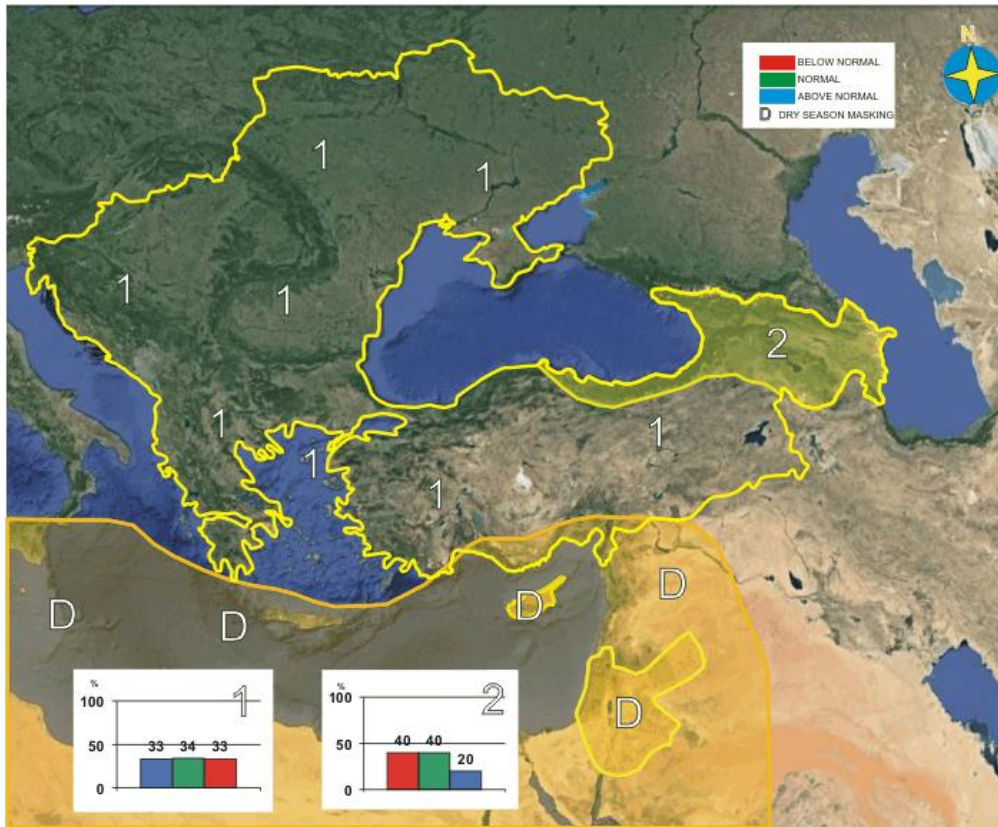 N
BELOW NORMAL
NORMAL
ABOVE NORMAL
D DRY SEASON MASKING
1
1
1
1
2
1
1
1
1
D
D
D
D
D
1
%
100
50
0
33 34 33
2
%
100
50
0
40 40 20